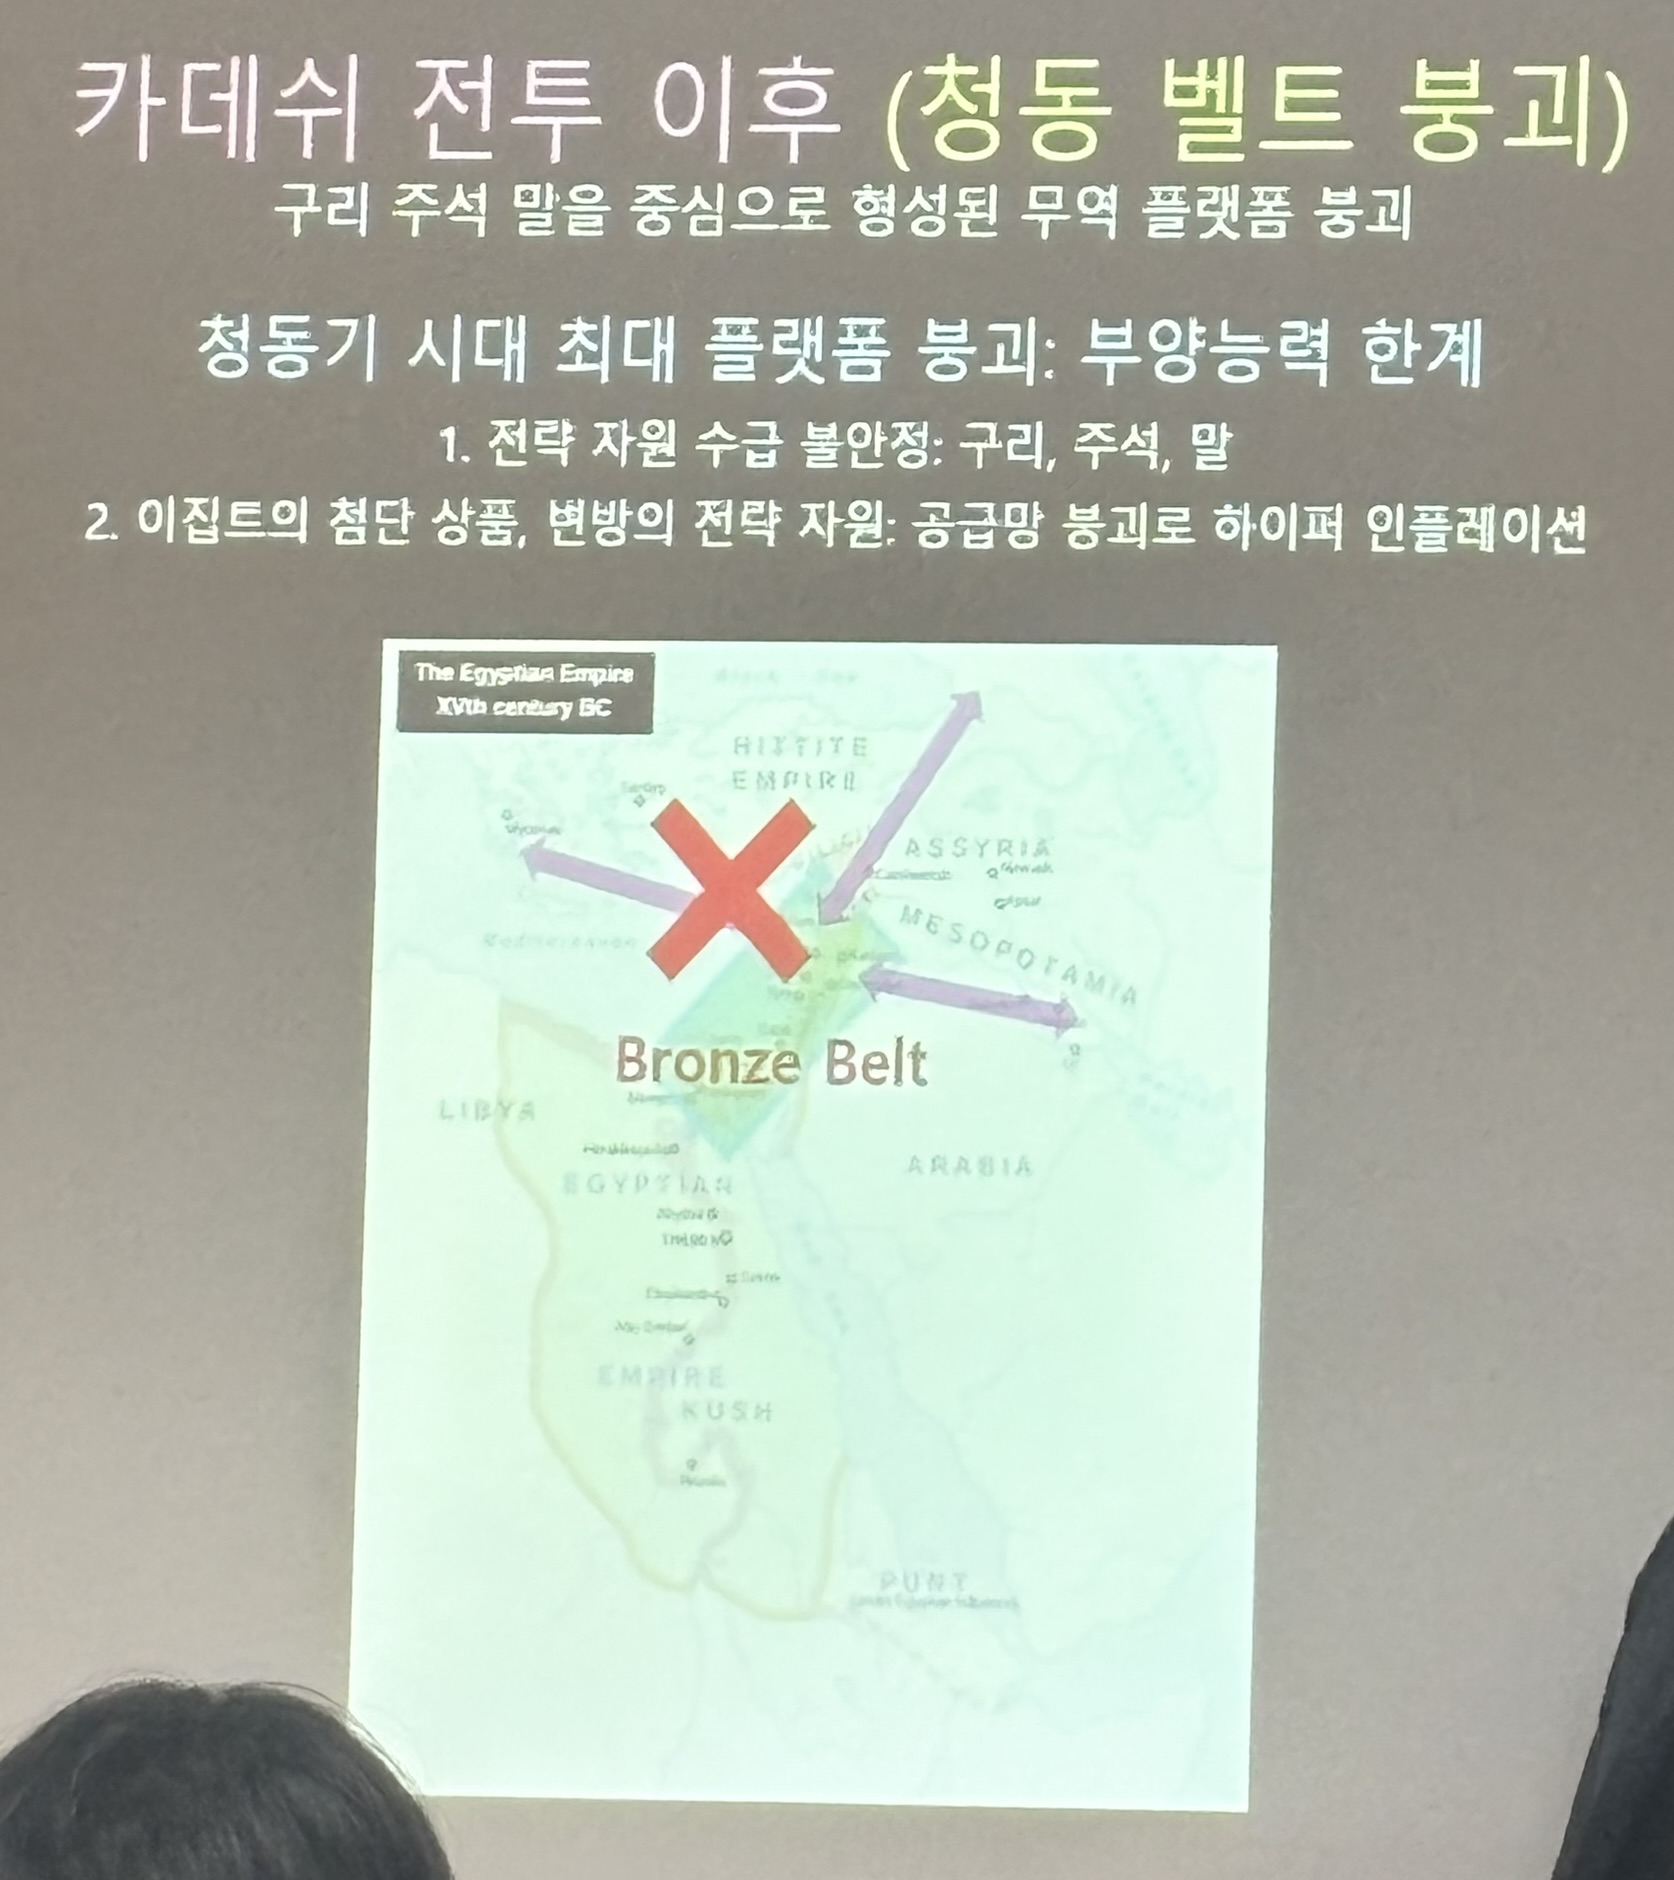 카데쉬 전투 이후 (청동 벨트 붕괴)
구리 주석 말을 중심으로 형성된 무역 플랫폼 붕괴
청동기 시대 최대 플랫폼 붕괴: 부양능력 한계
1. 전략 자원 수급 불안정: 구리, 주석, 말
2. 이집트의 첨단 상품, 변방의 전략 자원: 공급망 붕괴로 하이퍼 인플레이션
The Egyptian Empire
XVth century BC
HITTITE
EMPIRE
ASSYRIA
MESOPOTAMIA
Bronze Belt
LIBYA
ARABIA
EGYPTIAN
EMPIRE
KUSH
PUNT